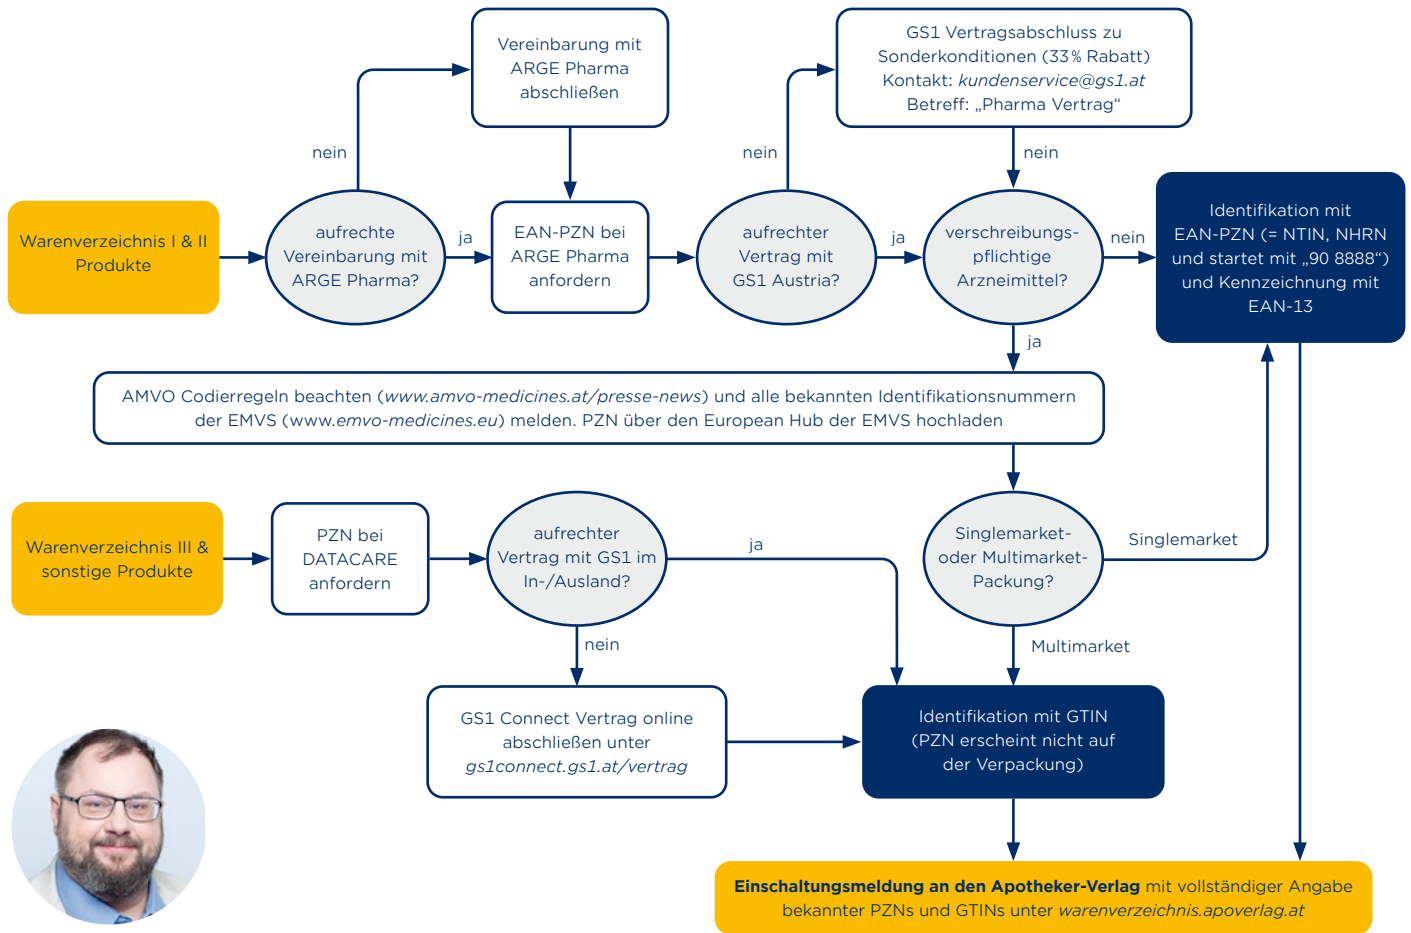 Vereinbarung mit
ARGE Pharma
abschließen
GS1 Vertragsabschluss zu
Sonderkonditionen (33 % Rabatt)
Kontakt: kundenservice@gs1.at
Betreff: „Pharma Vertrag“
nein
nein
nein
Warenverzeichnis I & II
Produkte
aufrechte
Vereinbarung mit
ARGE Pharma?
ja
EAN-PZN bei
ARGE Pharma
anfordern
aufrechter
Vertrag mit
GS1 Austria?
ja
verschreibungs-
pflichtige
Arzneimittel?
nein
Identifikation mit
EAN-PZN (= NTIN, NHRN
und startet mit „90 8888“)
und Kennzeichnung mit
EAN-13
ja
AMVO Codierregeln beachten (www.amvo-medicines.at/presse-news) und alle bekannten Identifikationsnummern
der EMVS (www.emvo-medicines.eu) melden. PZN über den European Hub der EMVS hochladen
Warenverzeichnis III &
sonstige Produkte
PZN bei
DATACARE
anfordern
aufrechter
Vertrag mit GS1 im
In-/Ausland?
ja
Singlemarket-
oder Multimarket-
Packung?
Singlemarket
nein
Multimarket
GS1 Connect Vertrag online
abschließen unter
gs1connect.gs1.at/vertrag
Identifikation mit GTIN
(PZN erscheint nicht auf
der Verpackung)
Einschaltungsmeldung an den Apotheker-Verlag mit vollständiger Angabe
bekannter PZNs und GTINs unter warenverzeichnis.apoverlag.at